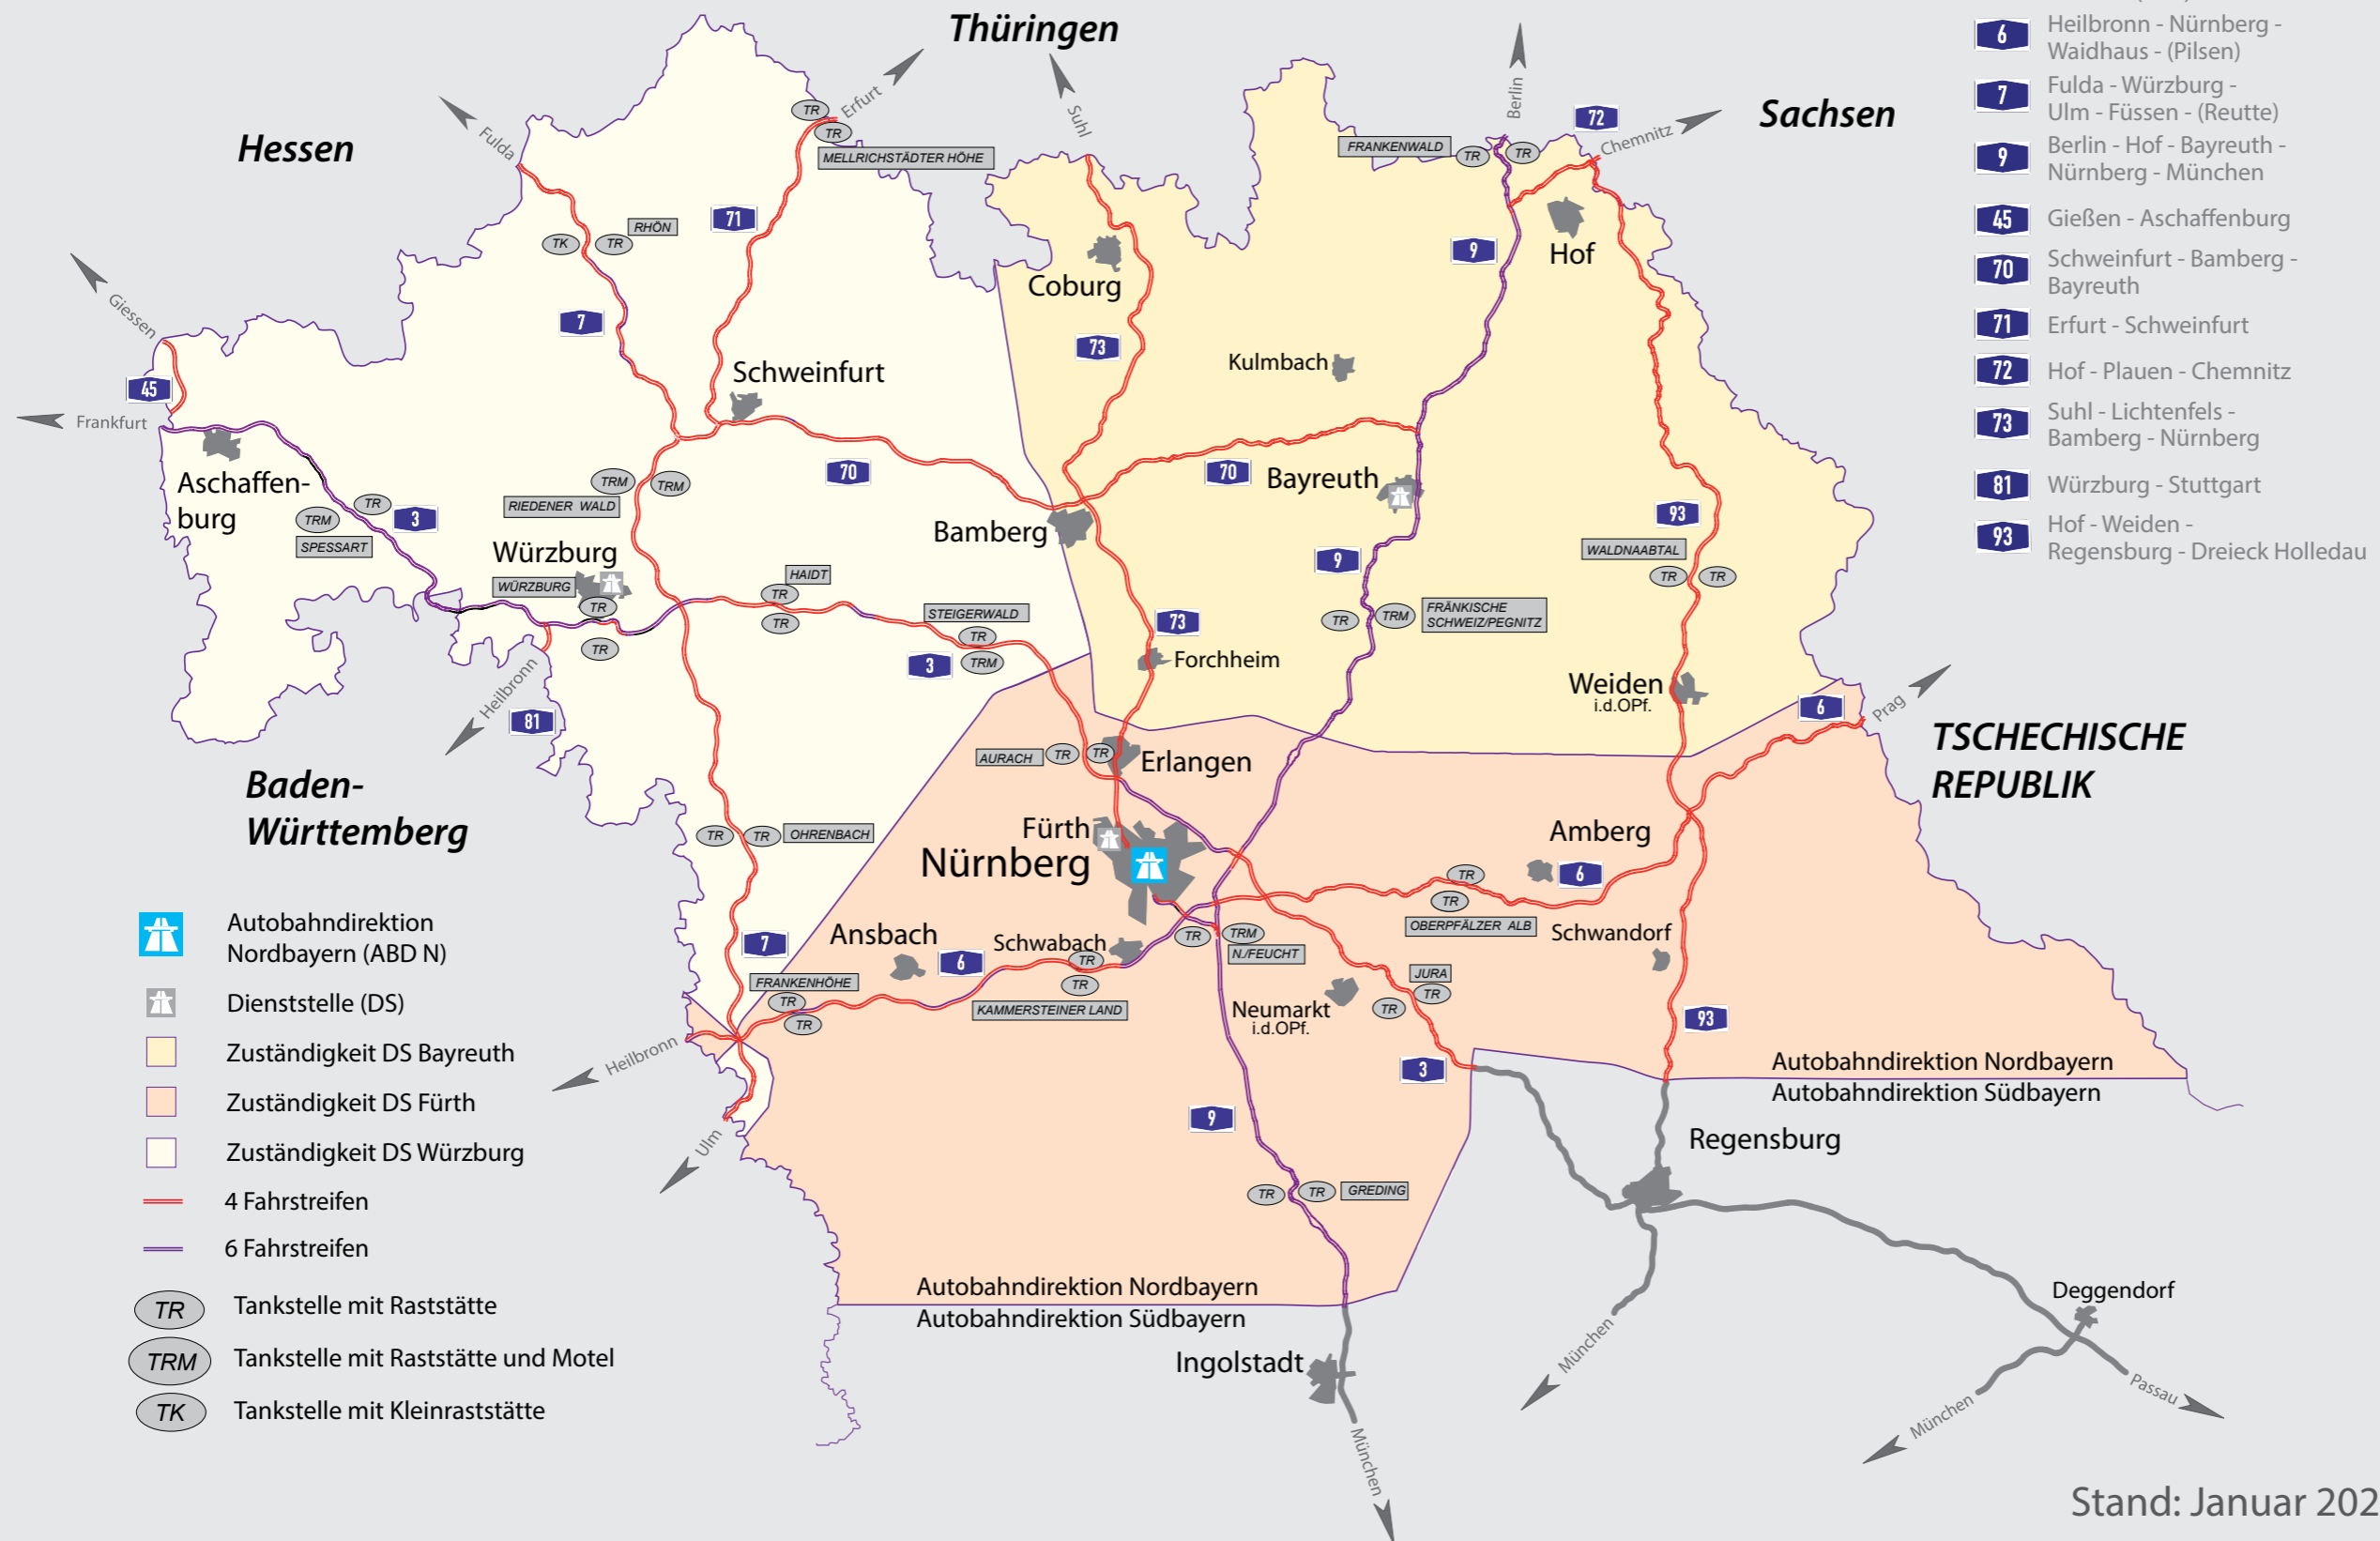 Thüringen
Hessen
Sachsen
Baden-
Württemberg
TSCHECHISCHE
REPUBLIK
6
Heilbronn - Nürnberg -
Waidhaus - (Pilsen)
7
Fulda - Würzburg -
Ulm - Füssen - (Reutte)
9
Berlin - Hof - Bayreuth -
Nürnberg - München
45
Gießen - Aschaffenburg
70
Schweinfurt - Bamberg -
Bayreuth
71
Erfurt - Schweinfurt
72
Hof - Plauen - Chemnitz
73
Suhl - Lichtenfels -
Bamberg - Nürnberg
81
Würzburg - Stuttgart
93
Hof - Weiden -
Regensburg - Dreieck Holledau
Fulda
Erfurt
Suhl
Berlin
Chemnitz
72
TR
TR
MELLRICHSTÄDTER HÖHE
FRANKENWALD
TR
TR
71
RHÖN
TK
TR
9
Hof
Coburg
Giessen
7
73
Kulmbach
45
Schweinfurt
Frankfurt
Aschaffen-
burg
TR
TRM
3
SPESSART
TRM
TRM
RIEDENER WALD
70
70
Bayreuth
Bamberg
93
WALDNAABTAL
TR
TR
Würzburg
WÜRZBURG
TR
TR
HAIDT
TR
TR
STEIGERWALD
TR
TRM
3
9
TR
TRM
FRÄNKISCHE
SCHWEIZ/PEGNITZ
73
Forchheim
Weiden
i.d.OPf.
Heilbronn
81
6
Prag
AURACH
TR
TR
Erlangen
TR
TR
OHRENBACH
Fürth
Nürnberg
Amberg
6
TR
TR
OBERPFÄLZER ALB
Schwandorf
7
Ansbach
6
Schwabach
TR
TR
KAMMERSTEINER LAND
TR
TRM
N./FEUCHT
FRANKENHÖHE
TR
TR
Neumarkt
i.d.OPf.
JURA
TR
TR
93
3
Heilbronn
Ulm
9
Autobahndirektion Nordbayern
Autobahndirektion Südbayern
Regensburg
TR
TR
GREDING
Autobahndirektion Nordbayern
Autobahndirektion Südbayern
Ingolstadt
München
München
Deggendorf
München
Passau
Autobahndirektion
Nordbayern (ABD N)
Dienststelle (DS)
Zuständigkeit DS Bayreuth
Zuständigkeit DS Fürth
Zuständigkeit DS Würzburg
4 Fahrstreifen
6 Fahrstreifen
TR
Tankstelle mit Raststätte
TRM
Tankstelle mit Raststätte und Motel
TK
Tankstelle mit Kleinraststätte
Stand: Januar 202